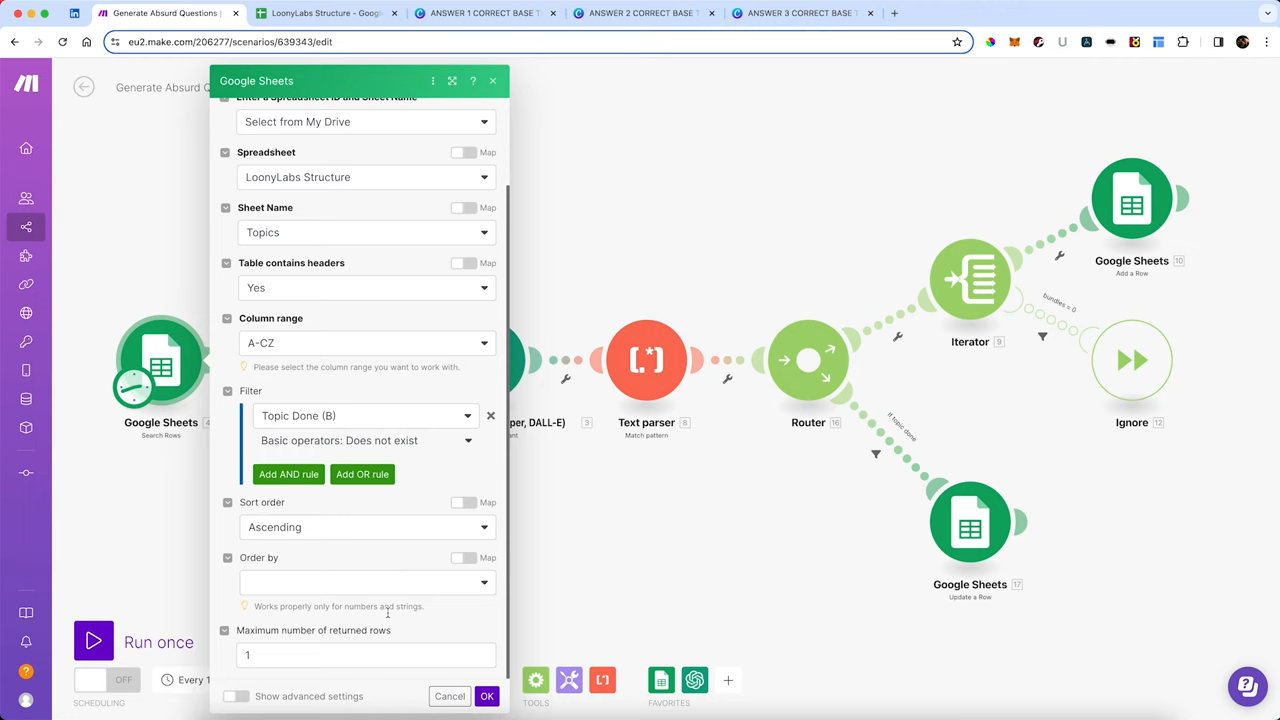 Generate Absurd Questions |
LoonyLabs Structure - Googl
ANSWER 1 CORRECT BASE T
ANSWER 2 CORRECT BASE T
ANSWER 3 CORRECT BASE T
eu2.make.com/206277/scenarios/639343/edit
Generate Absurd Q
Google Sheets
Enter a Spreadsheet ID and Sheet Name
Select from My Drive
Spreadsheet
Map
LoonyLabs Structure
Sheet Name
Map
Topics
Table contains headers
Map
Yes
Column range
A-CZ
Please select the column range you want to work with.
Filter
Topic Done (B)
Basic operators: Does not exist
Add AND rule
Add OR rule
Sort order
Map
Ascending
Order by
Map
Works properly only for numbers and strings.
Maximum number of returned rows
1
Show advanced settings
Cancel
OK
Google Sheets
4
Search Rows
per, DALL-E)
3
Text parser
8
Match pattern
Router
16
Iterator
9
Google Sheets
10
Add a Row
bundles = 0
Ignore
12
If topic done
Google Sheets
17
Update a Row
Run once
OFF
Every 1
SCHEDULING
TOOLS
FAVORITES